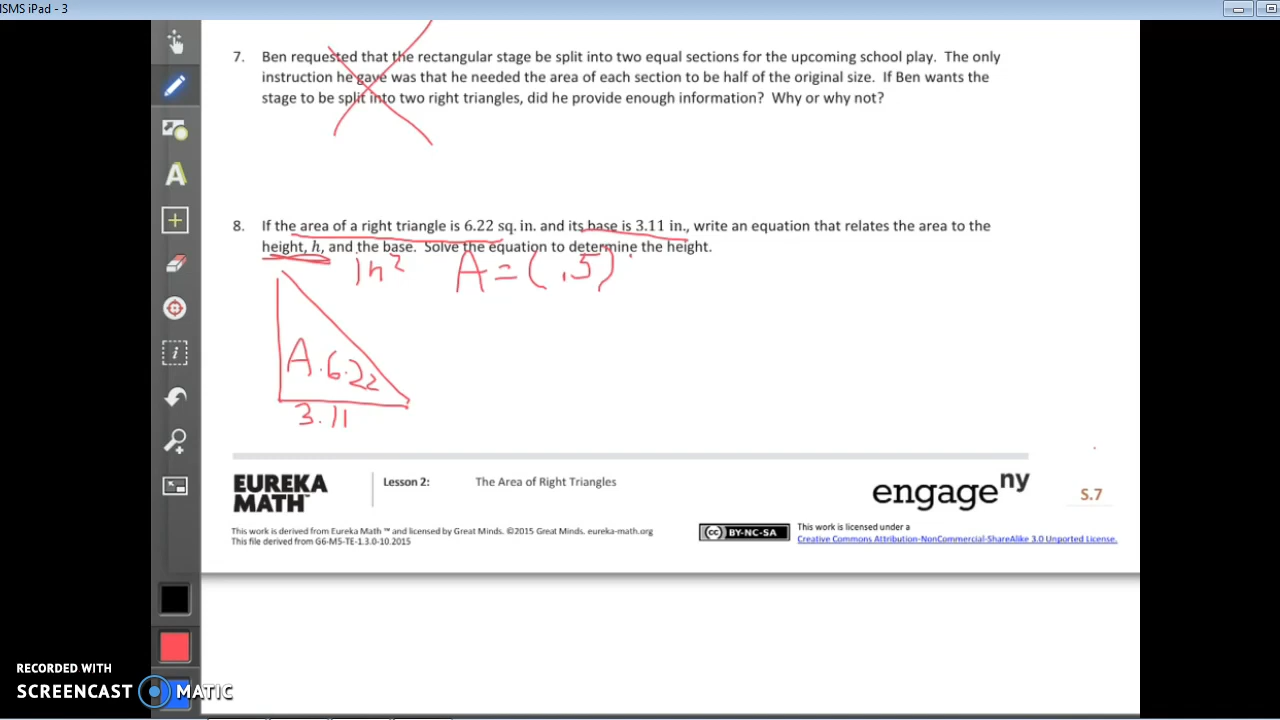 ISMS iPad - 3
7. Ben requested that the rectangular stage be split into two equal sections for the upcoming school play. The only
instruction he gave was that he needed the area of each section to be half of the original size. If Ben wants the
stage to be split into two right triangles, did he provide enough information? Why or why not?
8. If the area of a right triangle is 6.22 sq. in. and its base is 3.11 in., write an equation that relates the area to the
height, h, and the base. Solve the equation to determine the height.
in² A = (.5) ·
A. 6.22
3.11
EUREKA MATH™
Lesson 2: The Area of Right Triangles
engage ny
S.7
This work is derived from Eureka Math ™ and licensed by Great Minds. ©2015 Great Minds. eureka-math.org
This file derived from G6-M5-TE-1.3.0-10.2015
cc BY-NC-SA
This work is licensed under a
Creative Commons Attribution-NonCommercial-ShareAlike 3.0 Unported License.
A
i
RECORDED WITH
SCREENCAST MATIC